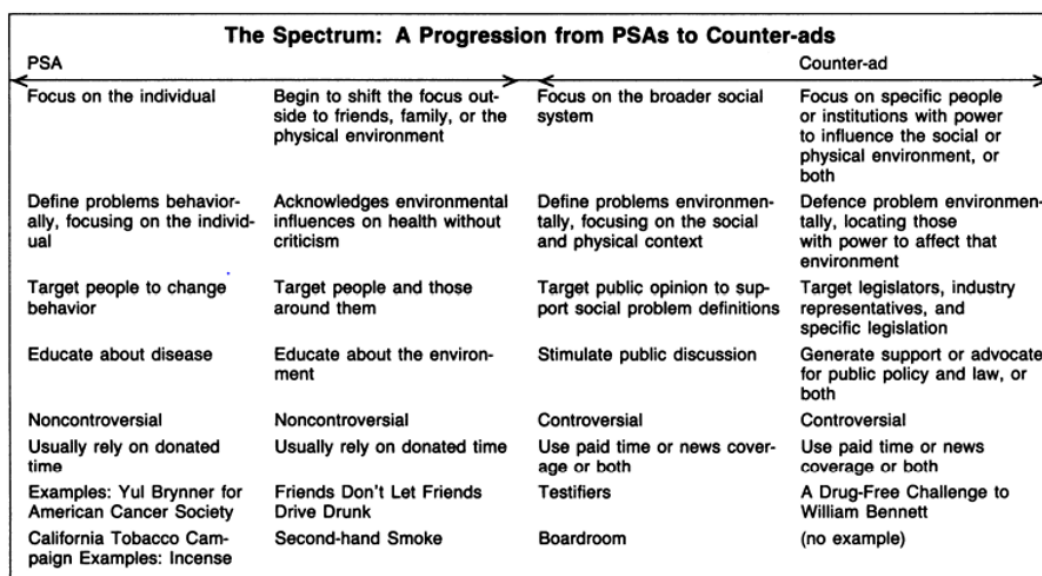 The Spectrum: A Progression from PSAs to Counter-ads
PSA
Counter-ad
Focus on the individual
Begin to shift the focus out-
side to friends, family, or the
physical environment
Focus on the broader social
system
Focus on specific people
or institutions with power
to influence the social or
physical environment, or
both
Define problems behavior-
ally, focusing on the individ-
ual
Acknowledges environmental
influences on health without
criticism
Define problems environmen-
tally, focusing on the social
and physical context
Defence problem environmen-
tally, locating those
with power to affect that
environment
Target people to change
behavior
Target people and those
around them
Target public opinion to sup-
port social problem definitions
Target legislators, industry
representatives, and
specific legislation
Educate about disease
Educate about the environ-
ment
Stimulate public discussion
Generate support or advocate
for public policy and law, or
both
Noncontroversial
Noncontroversial
Controversial
Controversial
Usually rely on donated
time
Usually rely on donated time
Use paid time or news cover-
age or both
Use paid time or news
coverage or both
Examples: Yul Brynner for
American Cancer Society
Friends Don't Let Friends
Drive Drunk
Testifiers
A Drug-Free Challenge to
William Bennett
California Tobacco Cam-
paign Examples: Incense
Second-hand Smoke
Boardroom
(no example)